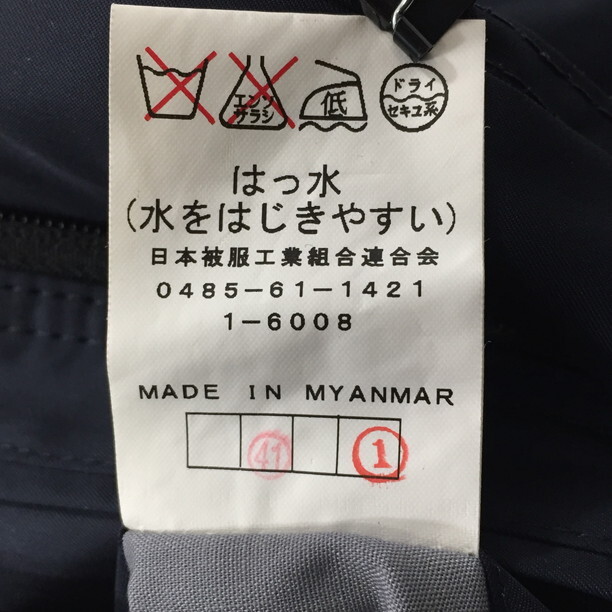 エンソ サラシ 低 ドライ セキユ系
はっ水
(水をはじきやすい)
日本被服工業組合連合会
0485-61-1421
1-6008
MADE IN MYANMAR
41 1